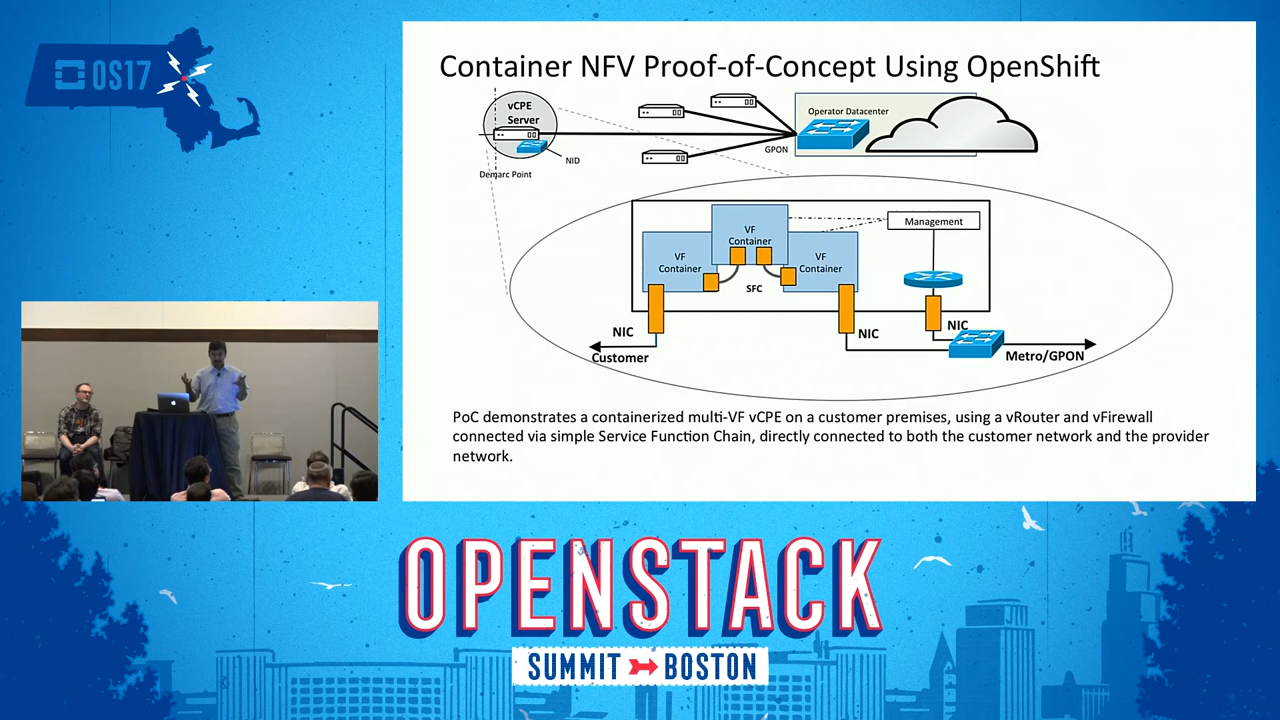 OS17
Container NFV Proof-of-Concept Using OpenShift
vCPE
Server
NID
Demarc Point
GPON
Operator Datacenter
VF
Container
VF
Container
VF
Container
SFC
Management
NIC
Customer
NIC
NIC
Metro/GPON
PoC demonstrates a containerized multi-VF vCPE on a customer premises, using a vRouter and vFirewall
connected via simple Service Function Chain, directly connected to both the customer network and the provider
network.
OPENSTACK
SUMMIT BOSTON